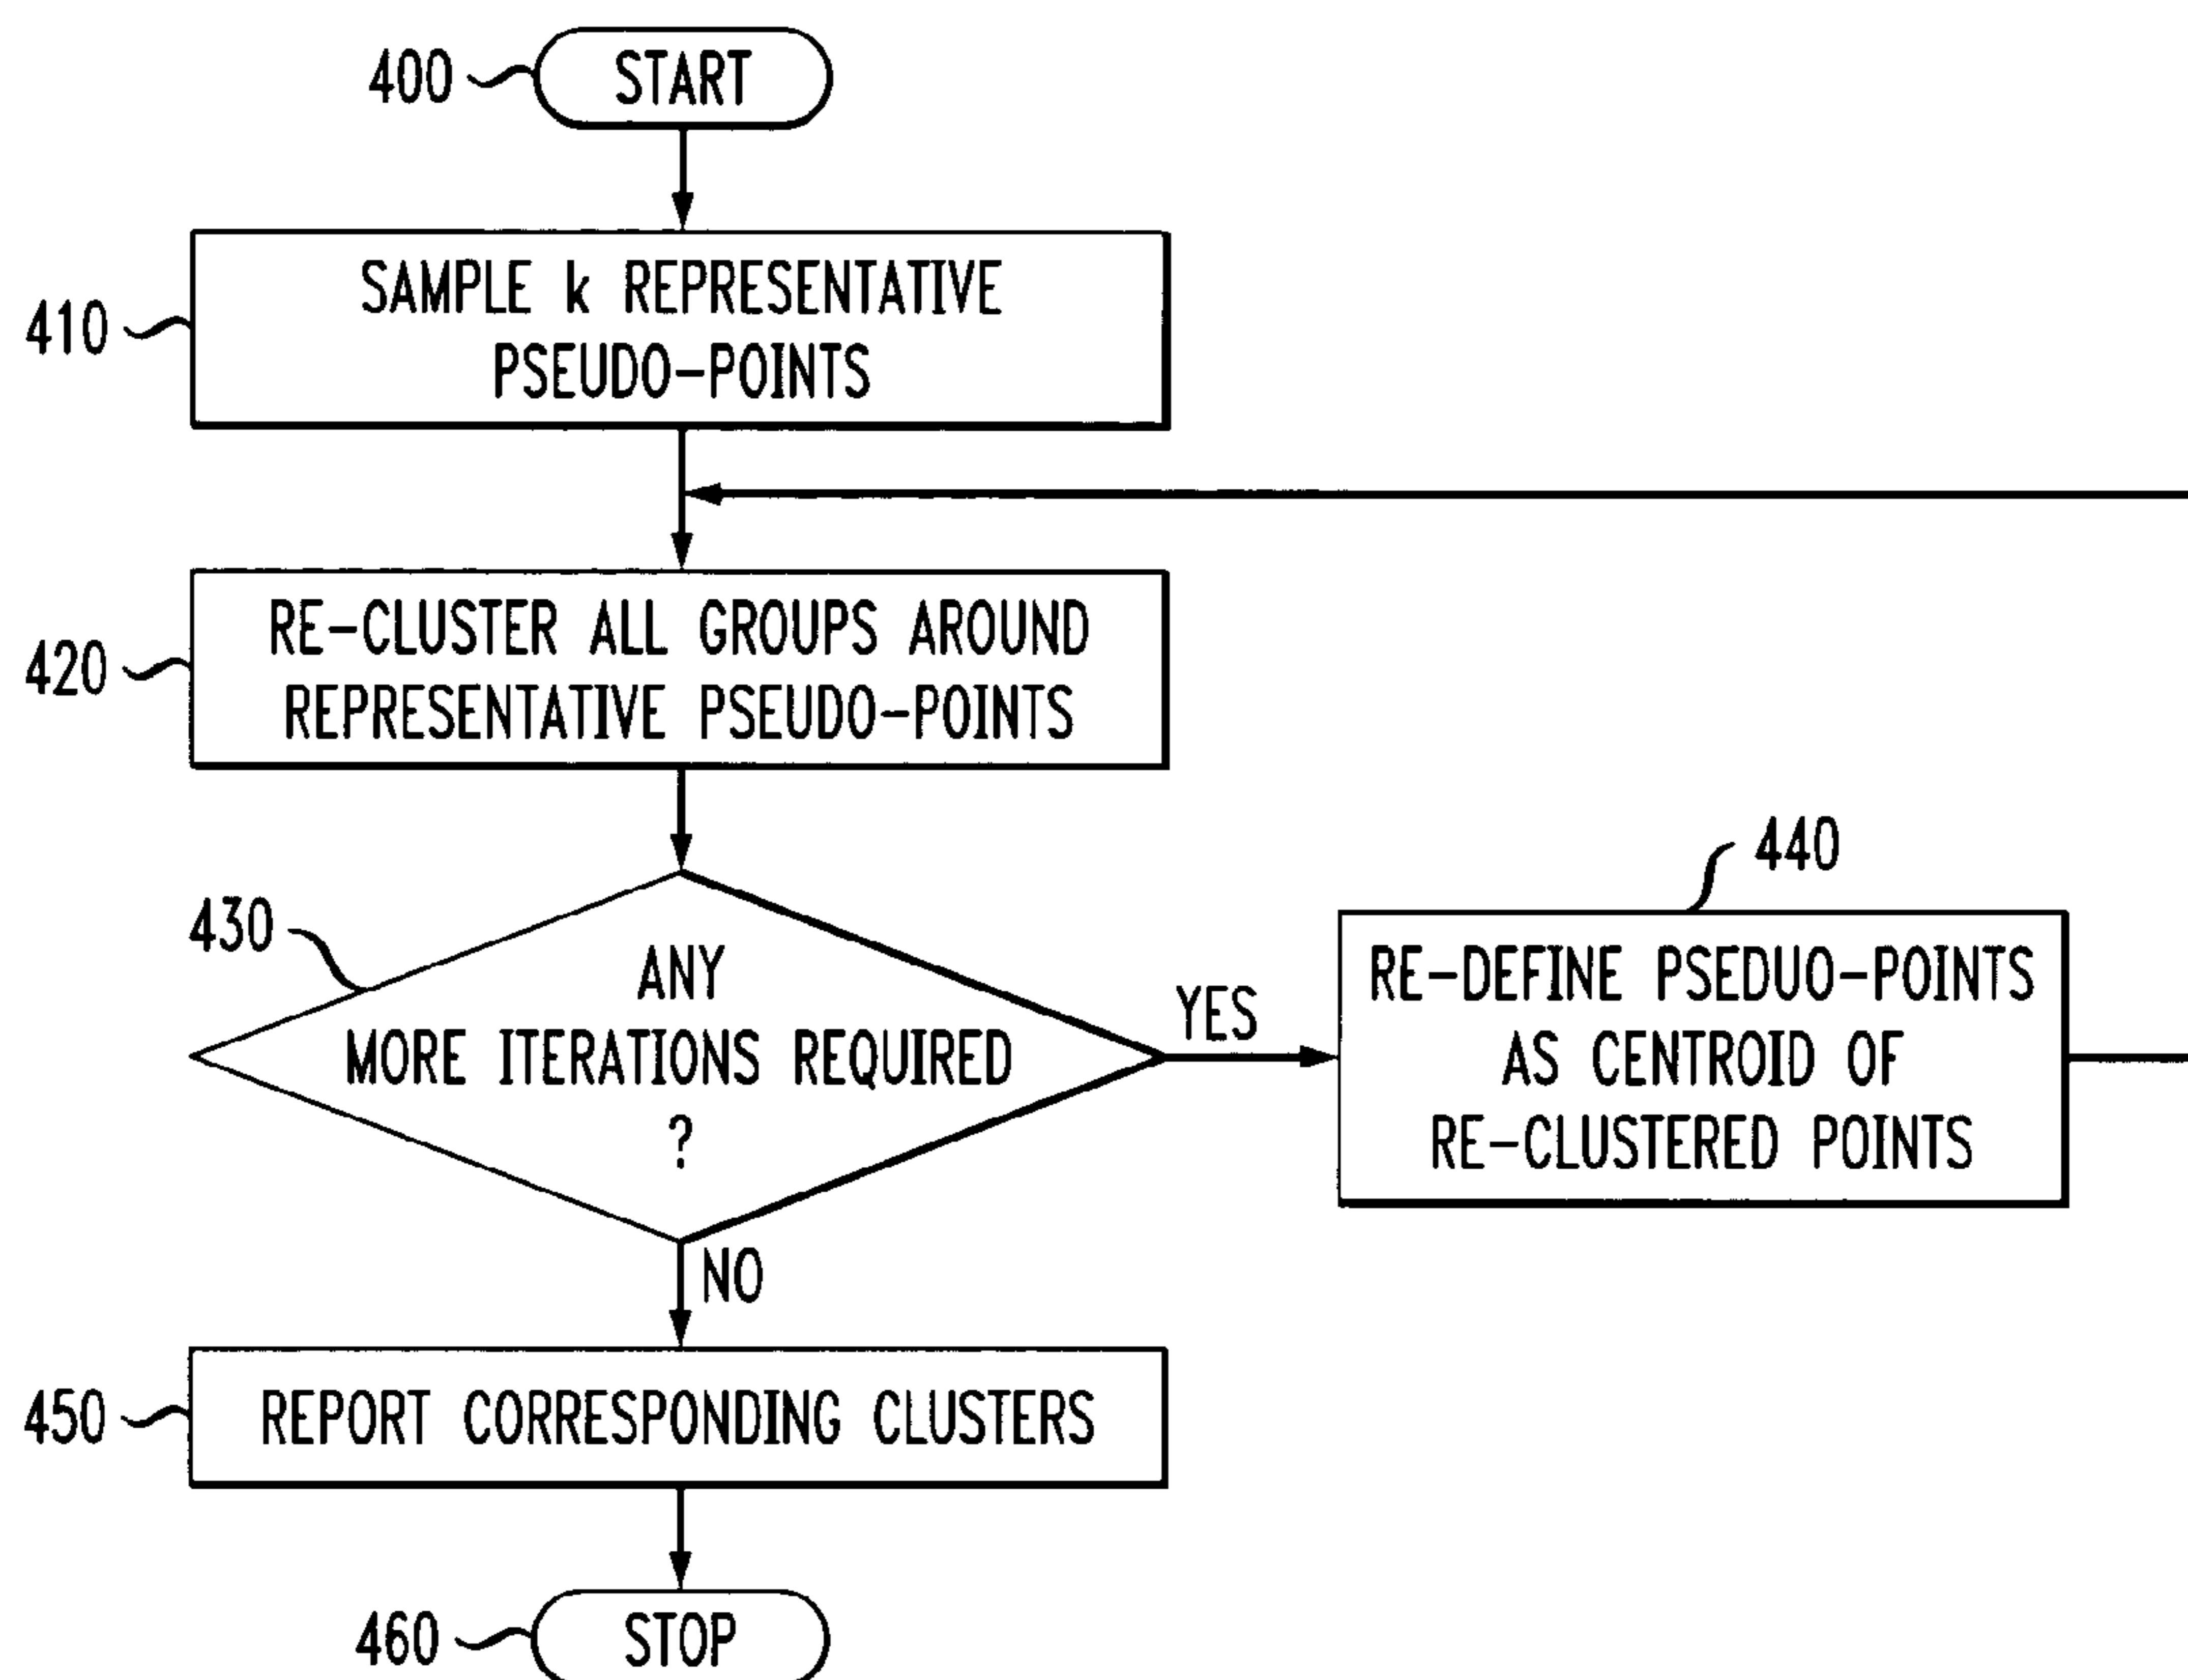 400
START
410
SAMPLE k REPRESENTATIVE
PSEUDO-POINTS
420
RE-CLUSTER ALL GROUPS AROUND
REPRESENTATIVE PSEUDO-POINTS
430
ANY
MORE ITERATIONS REQUIRED
?
YES
440
RE-DEFINE PSEDUO-POINTS
AS CENTROID OF
RE-CLUSTERED POINTS
NO
450
REPORT CORRESPONDING CLUSTERS
460
STOP